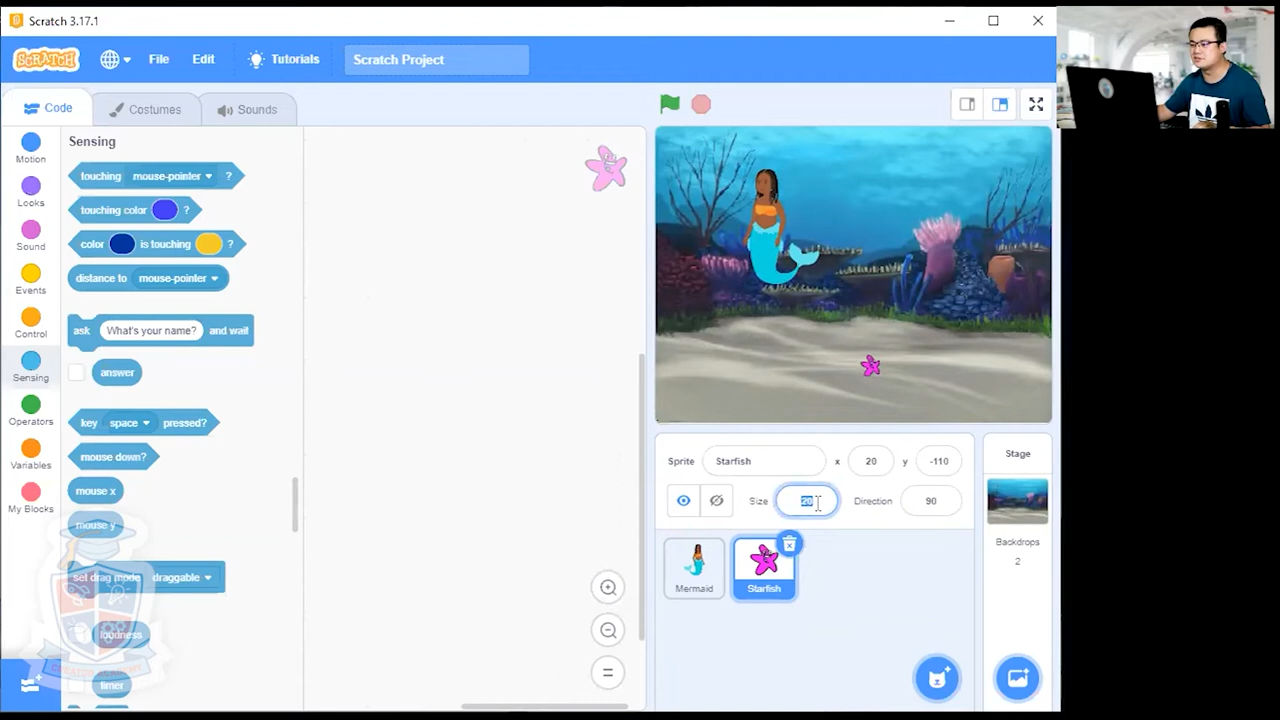 Scratch 3.17.1
SCRATCH
File
Edit
Tutorials
Scratch Project
Code
Costumes
Sounds
Motion
Looks
Sound
Events
Control
Sensing
Operators
Variables
My Blocks
Sensing
touching mouse-pointer ?
touching color ?
color is touching ?
distance to mouse-pointer
ask What's your name? and wait
answer
key space pressed?
mouse down?
mouse x
mouse y
set drag mode draggable
loudness
timer
Sprite Starfish x 20 y -110
Size 20 Direction 90
Mermaid
Starfish
Stage
Backdrops
2
adidas